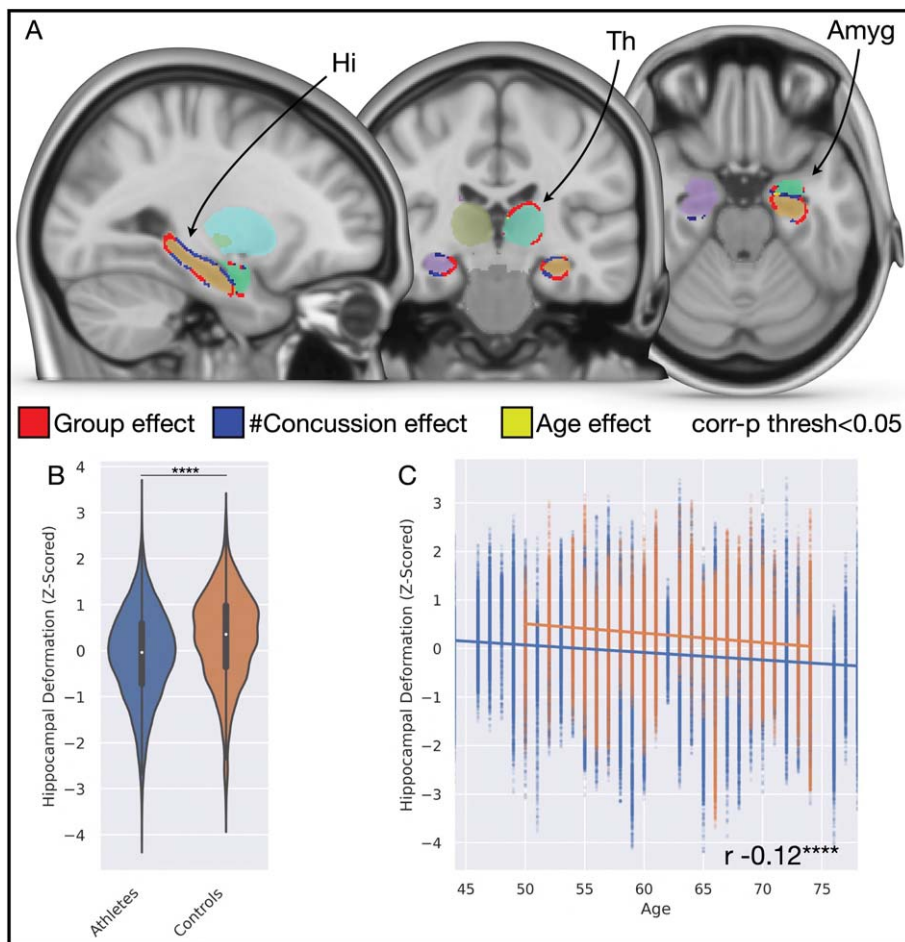 A
Hi
Th
Amyg
Group effect #Concussion effect Age effect corr-p thresh<0.05
B
****
Hippocampal Deformation (Z-Scored)
4
3
2
1
0
−1
−2
−3
−4
Athletes
Controls
C
Hippocampal Deformation (Z-Scored)
3
2
1
0
−1
−2
−3
−4
r -0.12****
45 50 55 60 65 70 75
Age